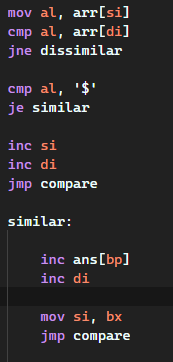 mov al, arr[si]
cmp al, arr[di]
jne dissimilar
cmp al, '$'
je similar
inc si
inc di
jmp compare
similar:
inc ans[bp]
inc di
mov si, bx
jmp compare